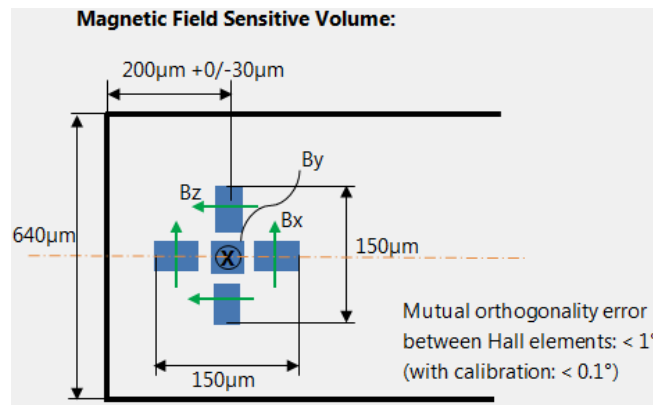 Magnetic Field Sensitive Volume:
200µm +0/-30µm
By
Bz
Bx
640µm
X
150µm
150µm
Mutual orthogonality error
between Hall elements: < 1°
(with calibration: < 0.1°)